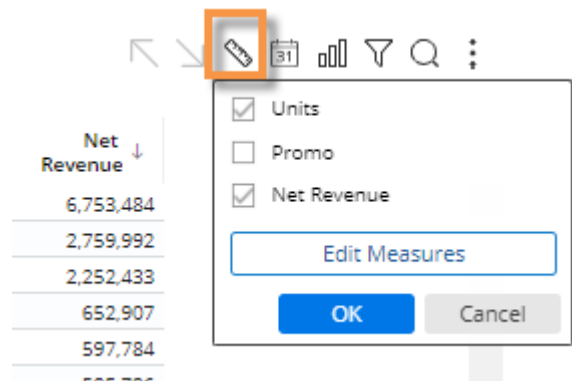 31
Units
Promo
Net Revenue
Edit Measures
OK Cancel
Net
Revenue ↓
6,753,484
2,759,992
2,252,433
652,907
597,784